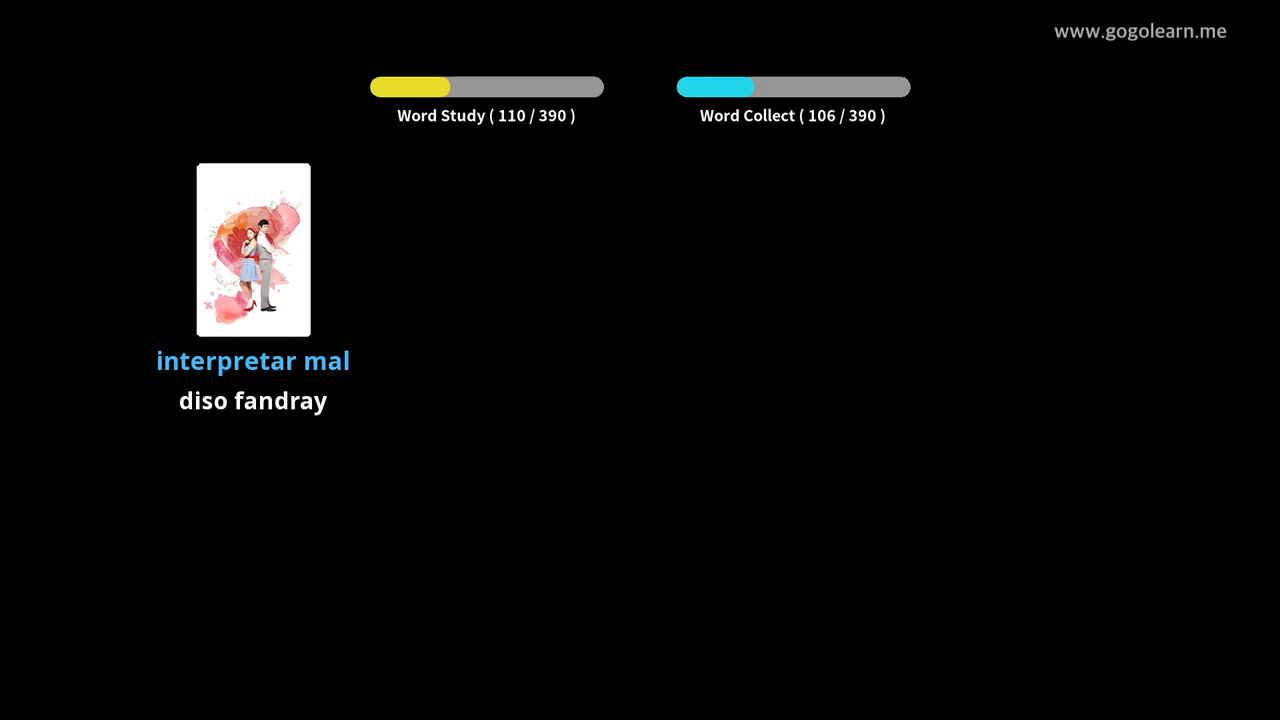 www.gogolearn.me
Word Study ( 110 / 390 )
Word Collect ( 106 / 390 )
interpretar mal
diso fandray